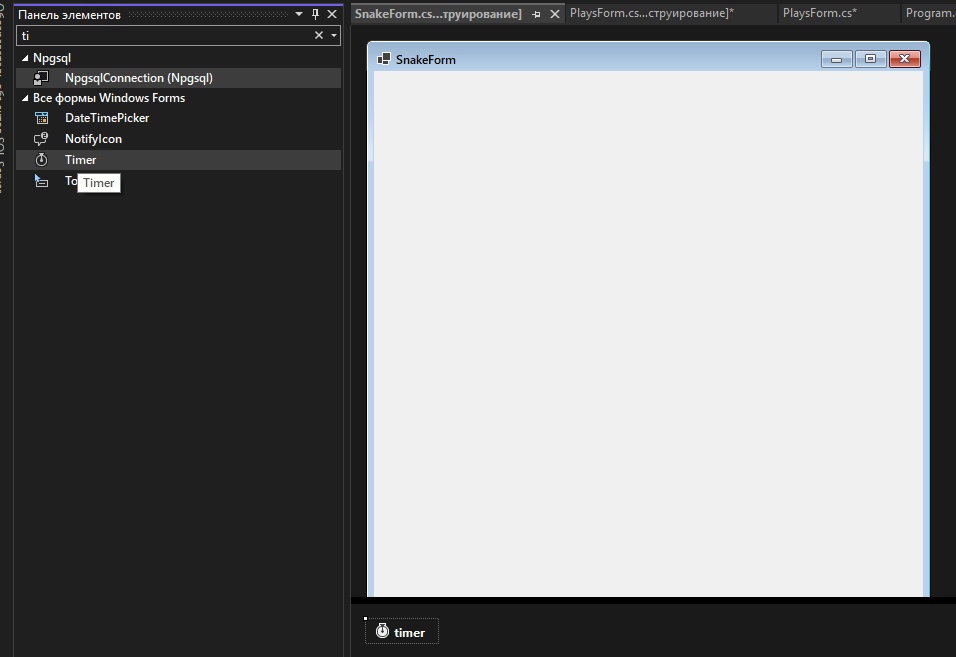 Панель элементов
ti
Npgsql
NpgsqlConnection (Npgsql)
Все формы Windows Forms
DateTimePicker
NotifyIcon
Timer
To
Timer
SnakeForm.cs...труирование]
PlaysForm.cs...струирование]*
PlaysForm.cs*
Program.
SnakeForm
timer